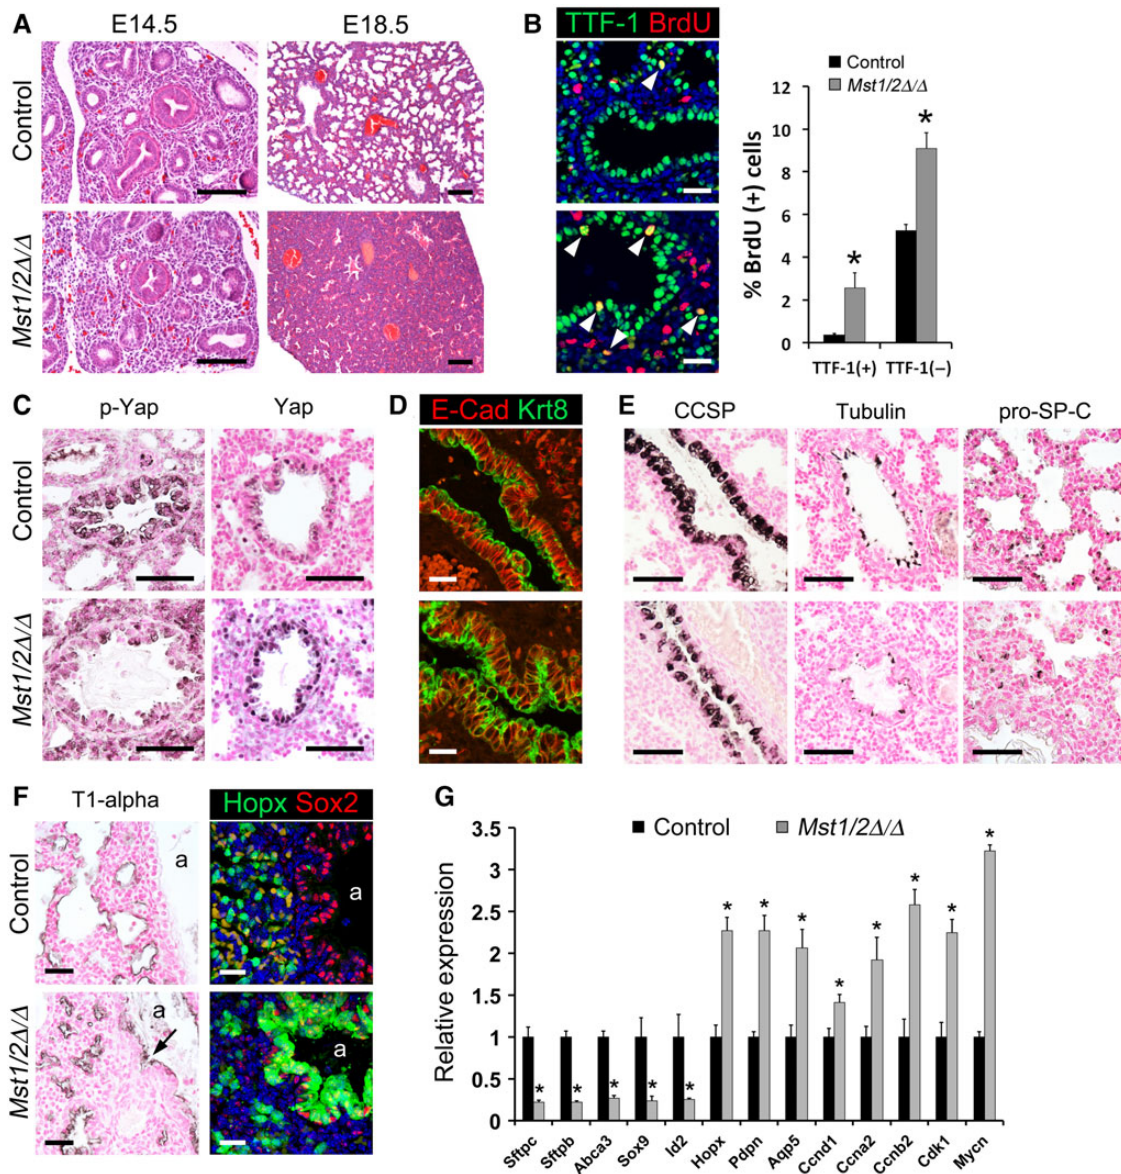 A
E14.5 E18.5
Control
Mst1/2Δ/Δ
B
TTF-1 BrdU
Control
Mst1/2Δ/Δ
% BrdU (+) cells
12
10
8
6
4
2
0
* *
TTF-1(+) TTF-1(−)
C
p-Yap Yap
Control
Mst1/2Δ/Δ
D
E-Cad Krt8
E
CCSP Tubulin pro-SP-C
F
T1-alpha Hopx Sox2
Control
a a
Mst1/2Δ/Δ
a a
G
Control Mst1/2Δ/Δ
Relative expression
3.5
3
2.5
2
1.5
1
0.5
0
* * * * * * * * * * * * *
Sftpc Sftpb Abca3 Sox9 Id2 Hopx Pdpn Aqp5 Ccnd1 Ccna2 Ccnb2 Cdk1 Mycn